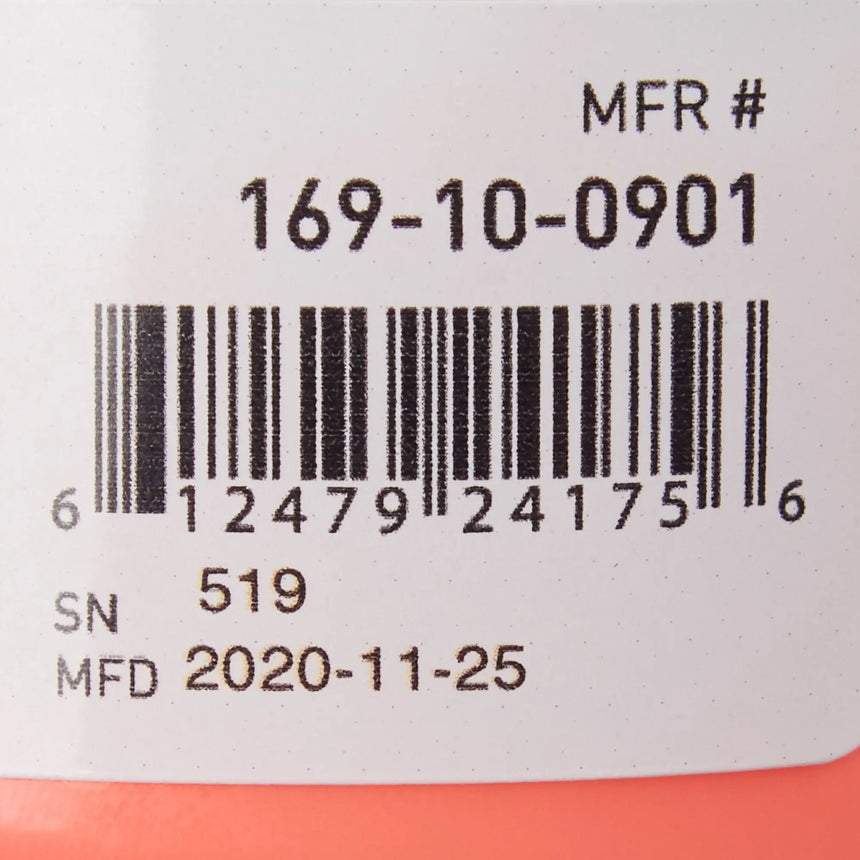 MFR #
169-10-0901
6 12479 24175 6
SN 519
MFD 2020-11-25